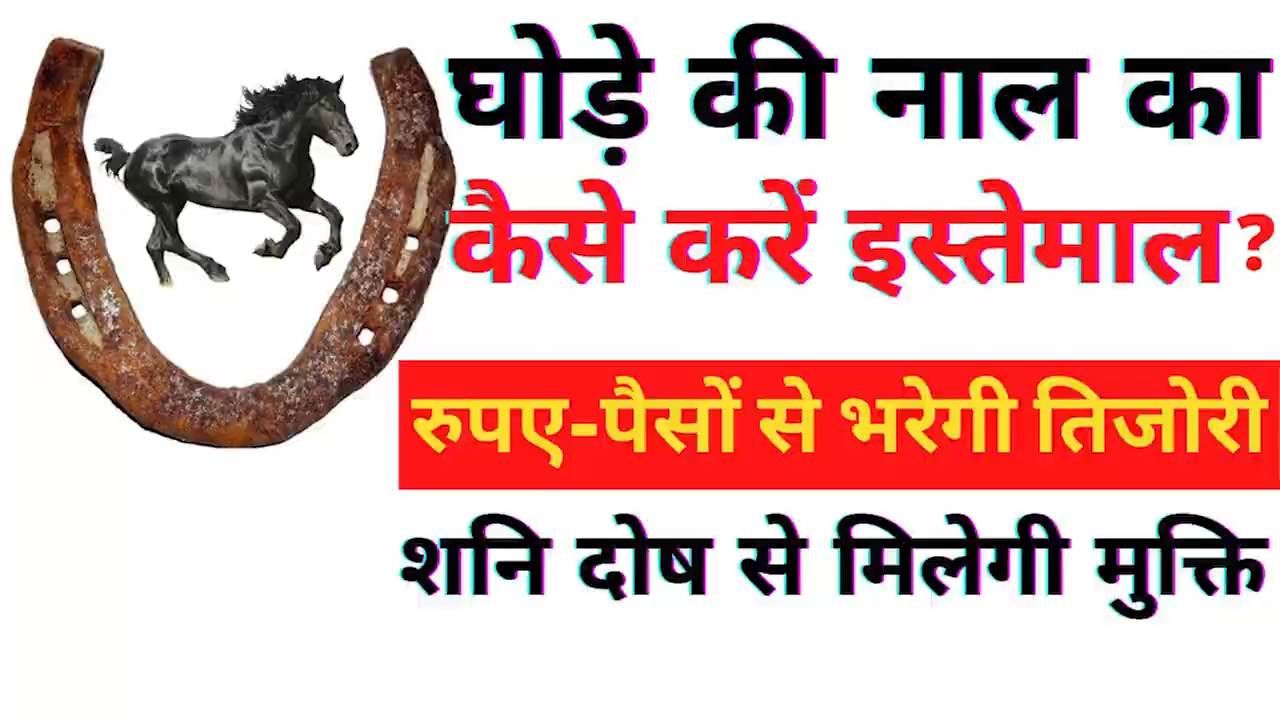 घोड़े की नाल का
कैसे करें इस्तेमाल?
रुपए-पैसों से भरेगी तिजोरी
शनि दोष से मिलेगी मुक्ति